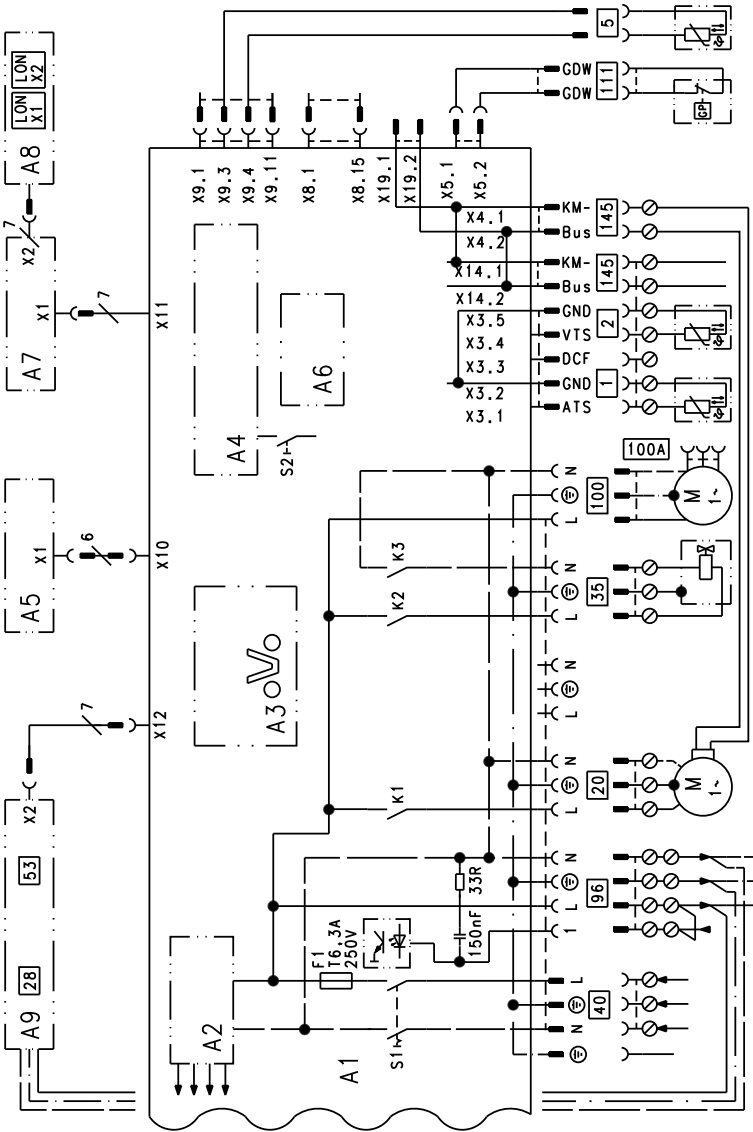 5
GDW
GDW
111
GP
LON
X2
LON
X1
A8
7
X2
X1
A7
7
X11
X9.1
X9.3
X9.4
X9.11
X8.1
X8.15
X19.1
X19.2
X5.1
X5.2
X4.1
X4.2
X14.1
X14.2
X3.5
X3.4
X3.3
X3.2
X3.1
KM-
Bus
145
KM-
Bus
145
GND
VTS
2
DCF
GND
ATS
1
A4
A6
S2
100A
N
L
100
M
1~
X1
A5
6
X10
K3
K2
N
L
35
A3
N
L
X12
7
X2
53
28
A9
K1
N
L
20
M
1~
33R
150nF
N
L
1
96
F1
T6,3A
250V
A2
A1
S1
L
N
40